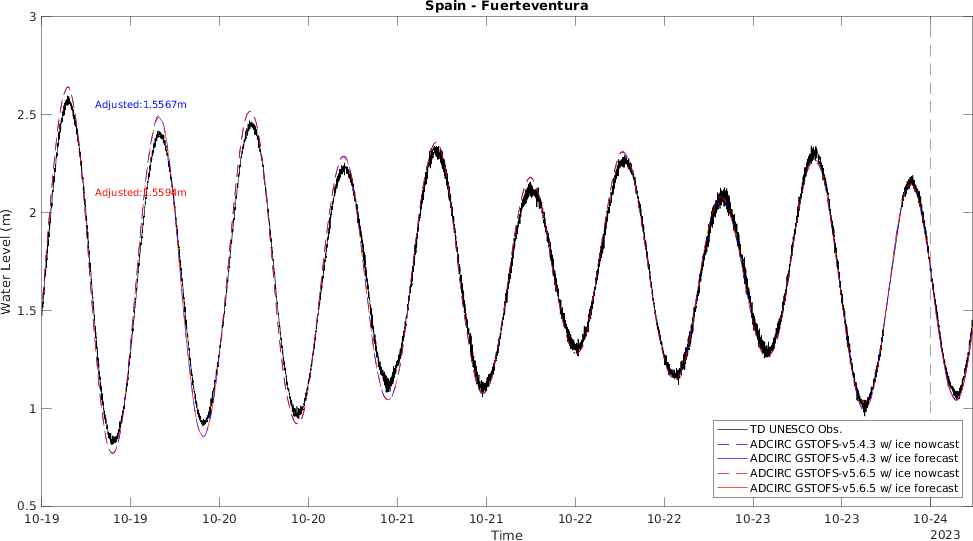 Spain - Fuerteventura
3
2.5
2
1.5
1
0.5
Water Level (m)
Adjusted:1.5567m
Adjusted:1.5594m
TD UNESCO Obs.
ADCIRC GSTOFS-v5.4.3 w/ ice nowcast
ADCIRC GSTOFS-v5.4.3 w/ ice forecast
ADCIRC GSTOFS-v5.6.5 w/ ice nowcast
ADCIRC GSTOFS-v5.6.5 w/ ice forecast
10-19 10-19 10-20 10-20 10-21 10-21 10-22 10-22 10-23 10-23 10-24
2023
Time